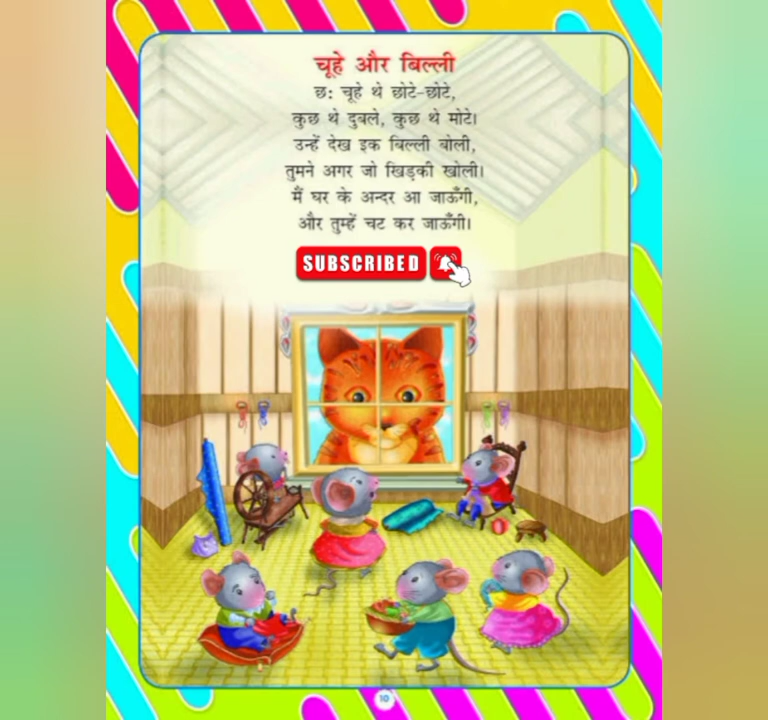 चूहे और बिल्ली
छः चूहे थे छोटे-छोटे,
कुछ थे दुबले, कुछ थे मोटे।
उन्हें देख इक बिल्ली बोली,
तुमने अगर जो खिड़की खोली।
मैं घर के अन्दर आ जाऊँगी,
और तुम्हें चट कर जाऊँगी।
SUBSCRIBED
10